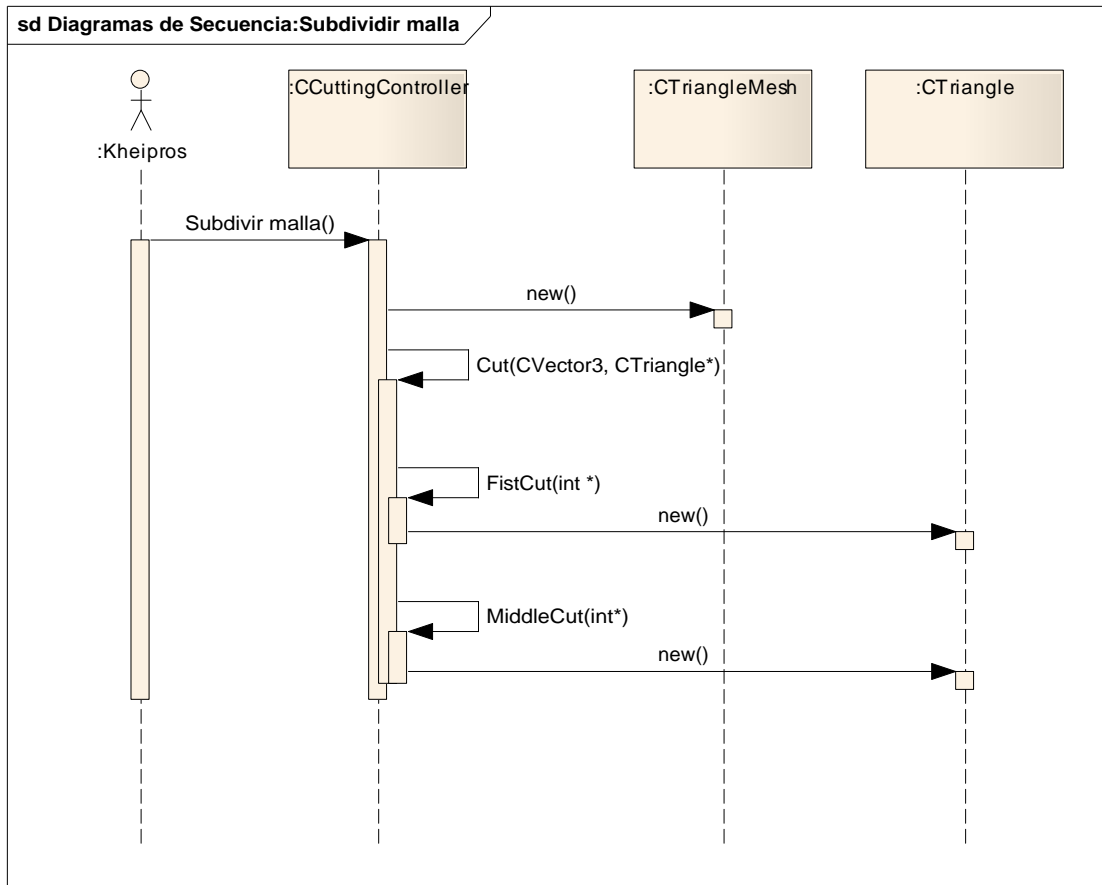 sd Diagramas de Secuencia:Subdividir malla
:Kheipros
:CCuttingController
:CTriangleMesh
:CTriangle
Subdivir malla()
new()
Cut(CVector3, CTriangle*)
FistCut(int *)
new()
MiddleCut(int*)
new()